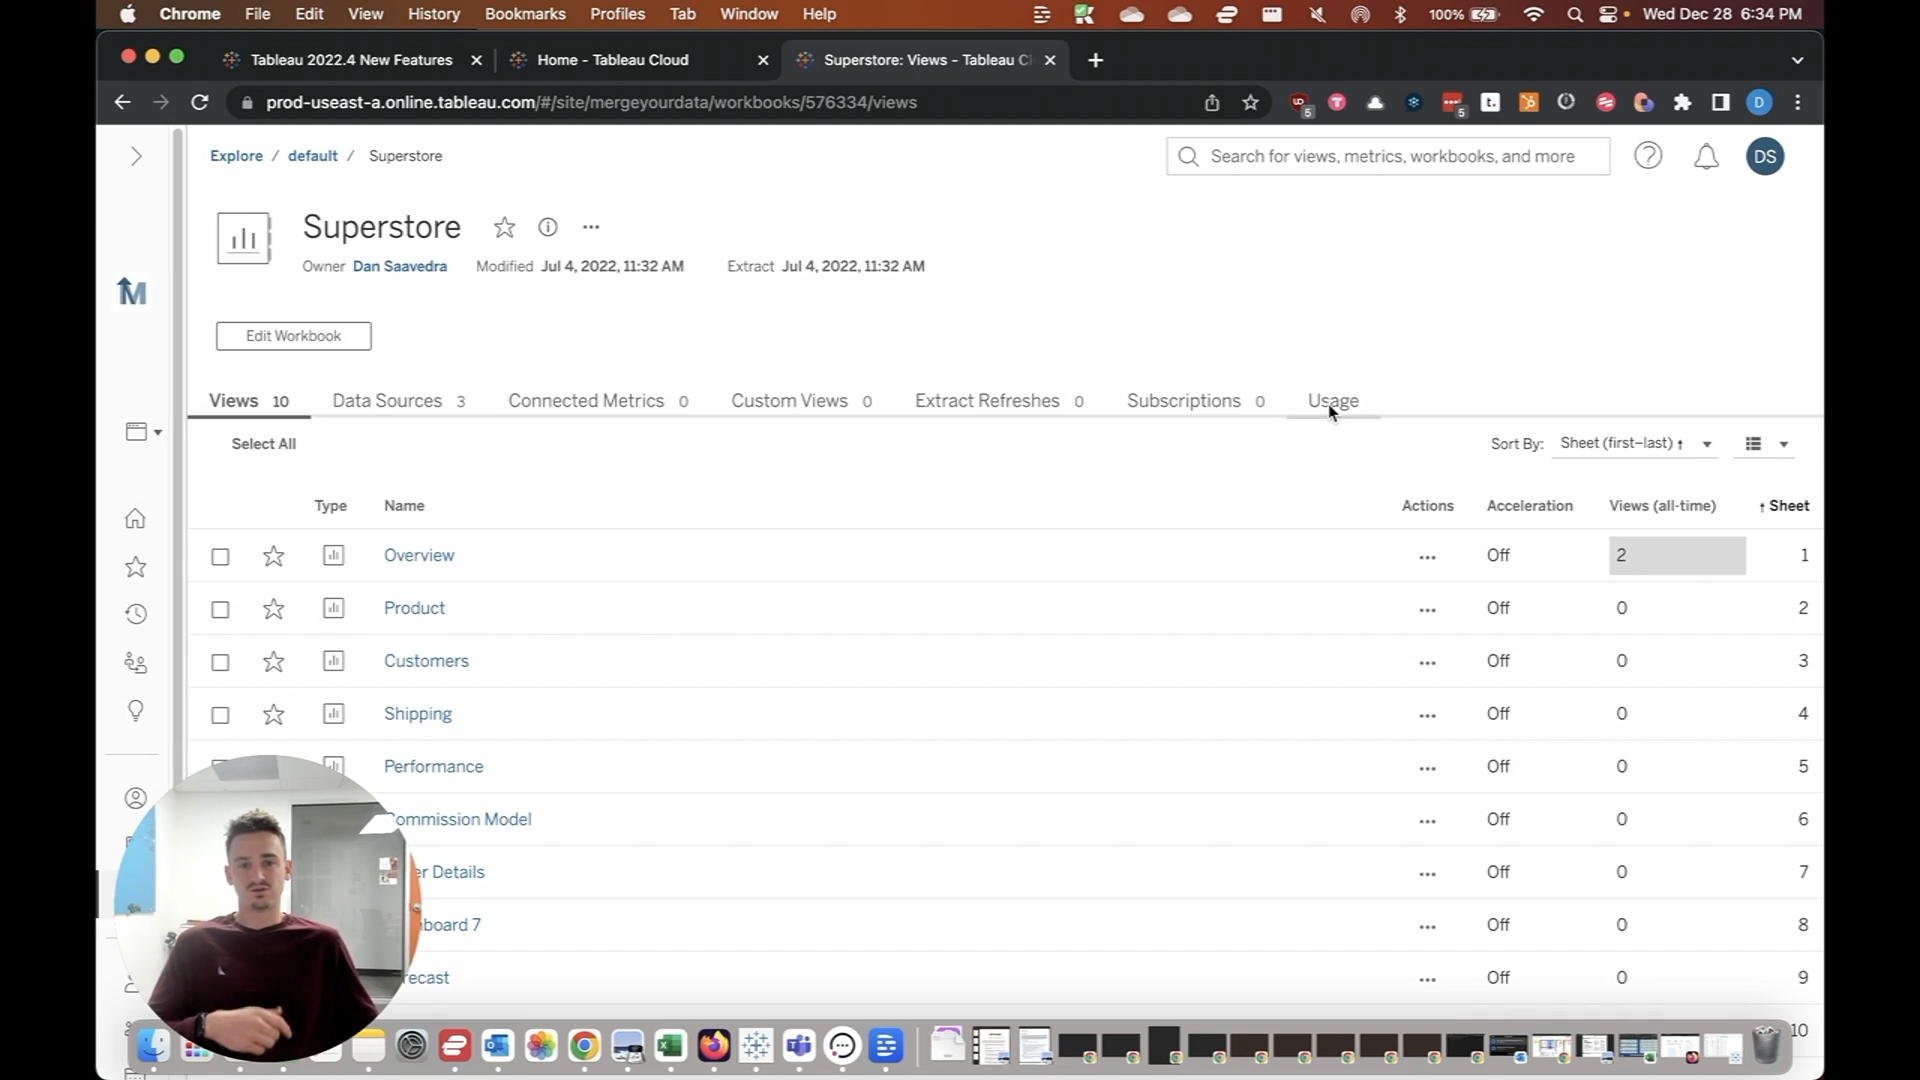 Chrome File Edit View History Bookmarks Profiles Tab Window Help 100% Wed Dec 28 6:34 PM
Tableau 2022.4 New Features Home - Tableau Cloud Superstore: Views - Tableau Cl
prod-useast-a.online.tableau.com/#/site/mergeyourdata/workbooks/576334/views 5 T 5 t. D
Explore / default / Superstore Search for views, metrics, workbooks, and more ? DS
Superstore
Owner Dan Saavedra Modified Jul 4, 2022, 11:32 AM Extract Jul 4, 2022, 11:32 AM
M
Edit Workbook
Views 10 Data Sources 3 Connected Metrics 0 Custom Views 0 Extract Refreshes 0 Subscriptions 0 Usage
Select All Sort By: Sheet (first–last) ↑
Type Name Actions Acceleration Views (all-time) ↑ Sheet
Overview ... Off 2 1
Product ... Off 0 2
Customers ... Off 0 3
Shipping ... Off 0 4
Performance ... Off 0 5
Commission Model ... Off 0 6
er Details ... Off 0 7
board 7 ... Off 0 8
recast ... Off 0 9
10